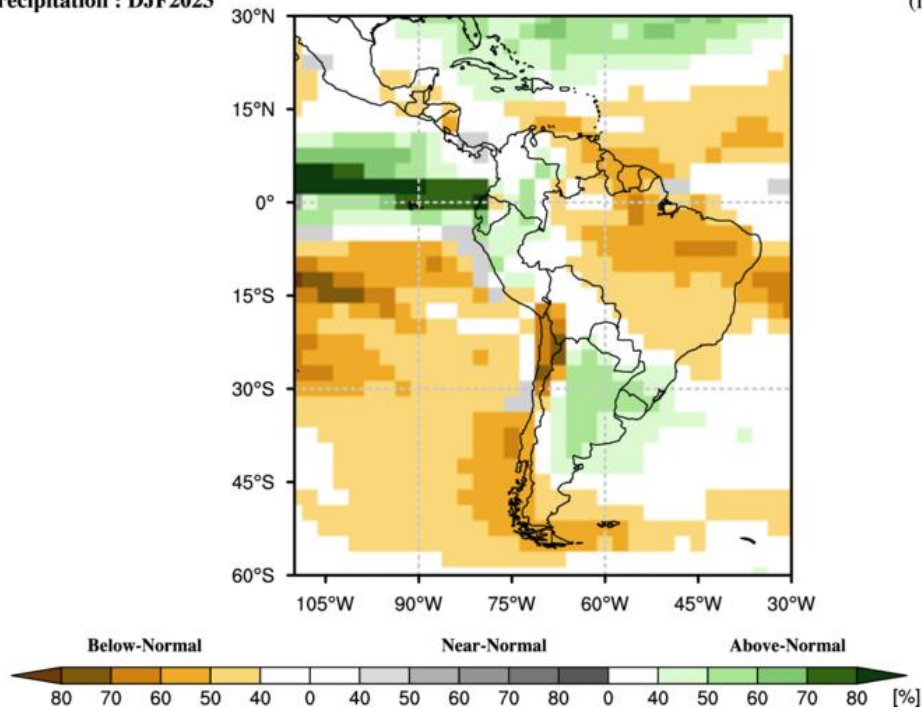 recipitation : DJF2023
30°N
15°N
0°
15°S
30°S
45°S
60°S
105°W 90°W 75°W 60°W 45°W 30°W
Below-Normal Near-Normal Above-Normal
80 70 60 50 40 0 40 50 60 70 80 0 40 50 60 70 80 [%]